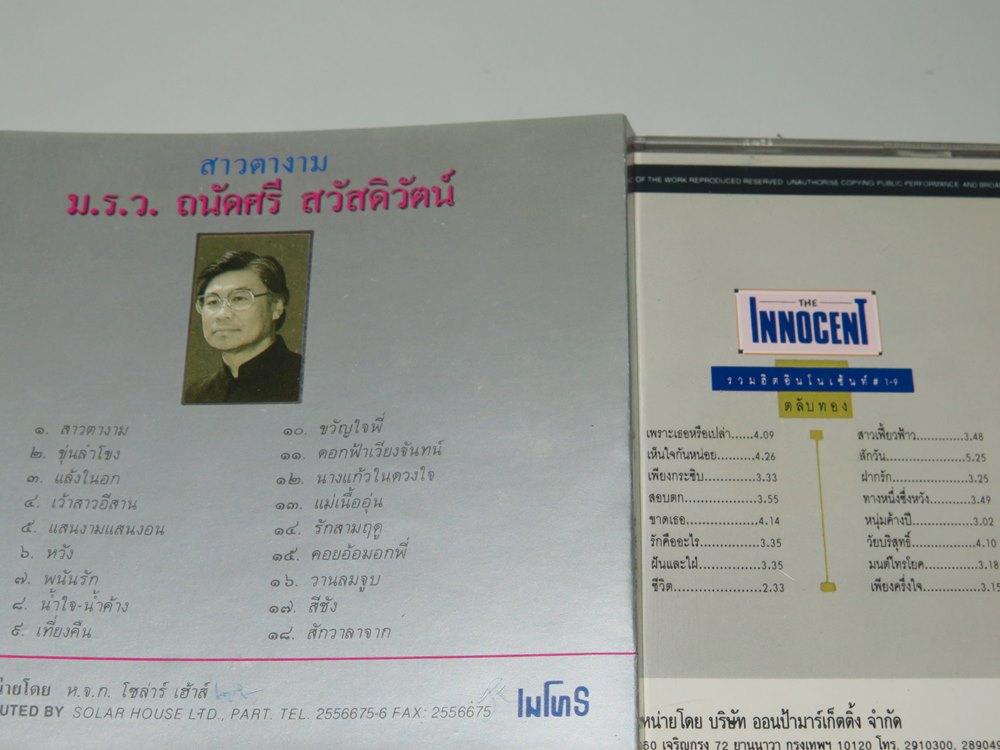 สาวตางาม
ม.ร.ว. ถนัดศรี สวัสดิวัตน์
๑. สาวตางาม
๒. ขุ่นลำโขง
๓. แล้งในอก
๔. เว้าสาวอีสาน
๕. แสนงามแสนงอน
๖. หวัง
๗. พนันรัก
๘. น้ำใจ-น้ำค้าง
๙. เที่ยงคืน
๑๐. ขวัญใจพี่
๑๑. ดอกฟ้าเวียงจันทน์
๑๒. นางแก้วในดวงใจ
๑๓. แม่เนื้ออุ่น
๑๔. รักสามฤดู
๑๕. คอยอ้อมอกพี่
๑๖. วานลมจูบ
๑๗. สีชัง
๑๘. สักวาลาจาก
น่ายโดย ห.จ.ก. โซล่าร์ เฮ้าส์
UTED BY SOLAR HOUSE LTD., PART. TEL. 2556675-6 FAX: 2556675
เมโทร
OF THE WORK REPRODUCED RESERVED. UNAUTHORISE COPYING PUBLIC PERFORMANCE AND BROA
THE
INNOCENT
รวมฮิตอินโนเซ้นท์ # 1-9
ตลับทอง
เพราะเธอหรือเปล่า.....4.09
เห็นใจกันหน่อย.......4.26
เพียงกระซิบ...........3.33
สอบตก..................3.55
ขาดเธอ.................4.14
รักคืออะไร.............3.35
ฝันและใฝ่..............3.35
ชีวิต......................2.33
สาวเฟี้ยวฟ้าว............3.48
ลักวัน.....................5.25
ฝากรัก....................3.25
ทางหนึ่งซึ่งหวัง.........3.49
หนุ่มค้างปี...............3.02
วัยบริสุทธิ์................4.10
มนต์ไทรโยค.............3.18
เพียงครึ่งใจ..............3.15
หน่ายโดย บริษัท ออนป้ามาร์เก็ตติ้ง จำกัด
60 เจริญกรุง 72 ยานนาวา กรุงเทพฯ 10120 โทร. 2910300, 289049